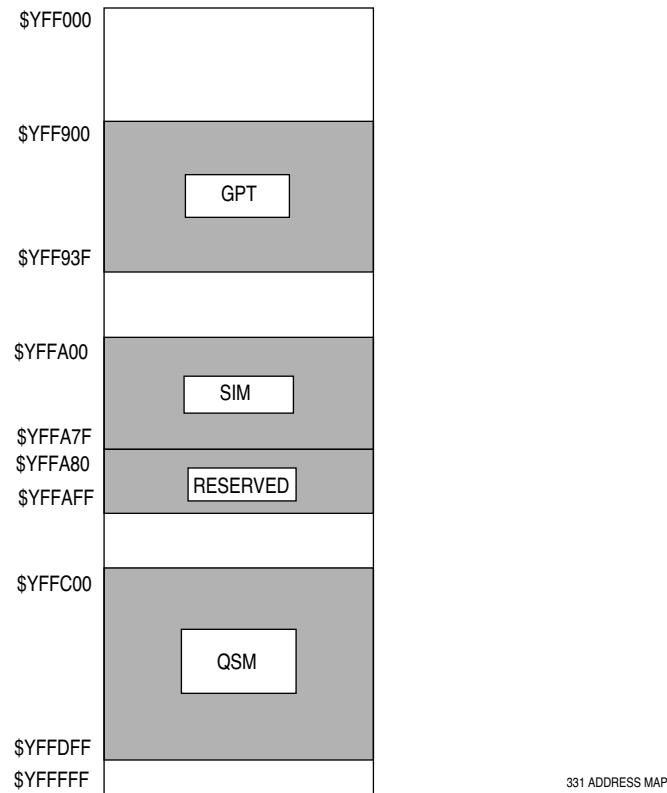 $YFF000
$YFF900
GPT
$YFF93F
$YFFA00
SIM
$YFFA7F
$YFFA80
RESERVED
$YFFAFF
$YFFC00
QSM
$YFFDFF
$YFFFFF
331 ADDRESS MAP